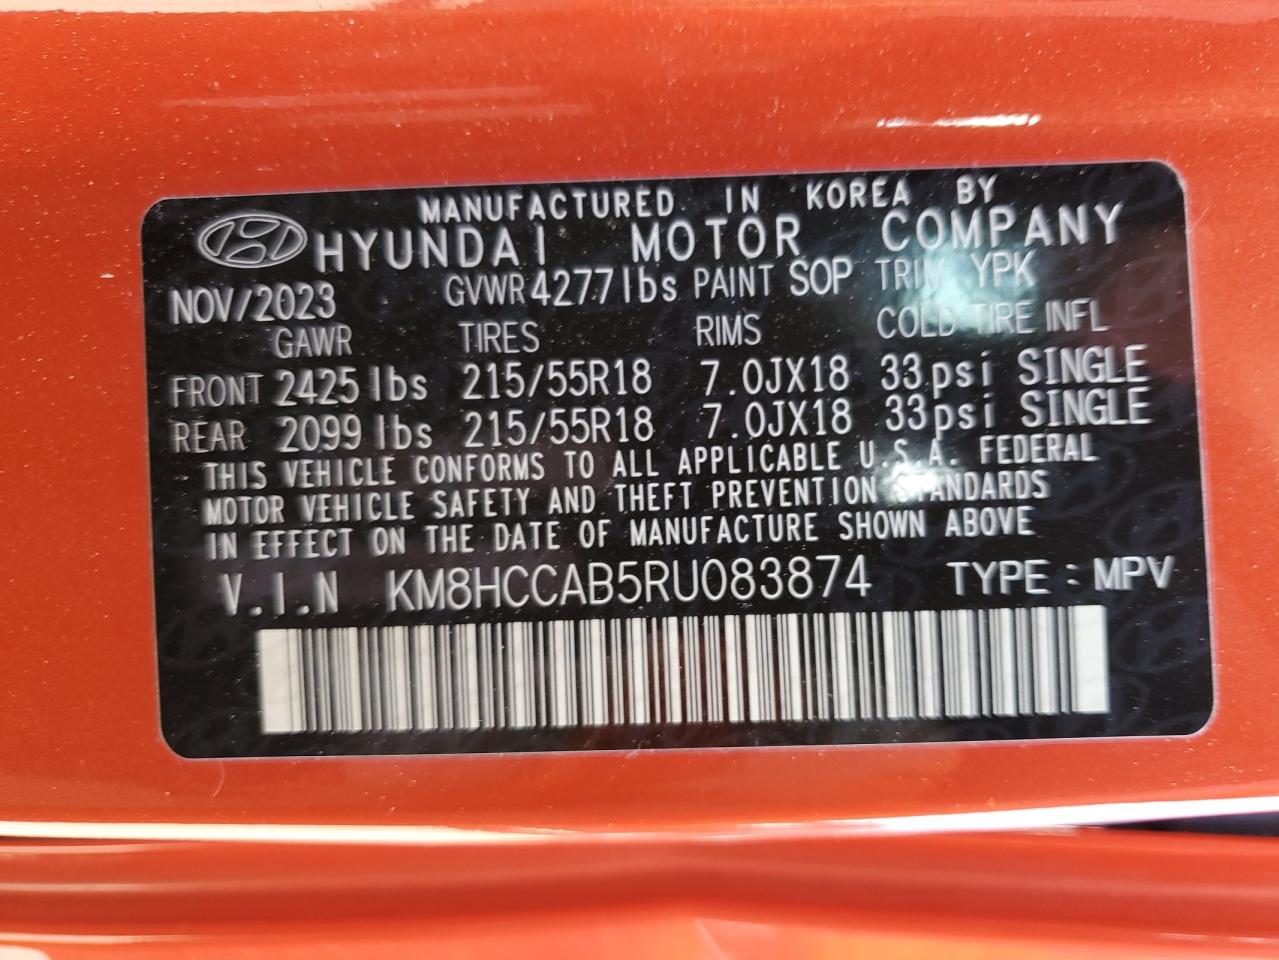 MANUFACTURED IN KOREA BY
HYUNDAI MOTOR COMPANY
NOV/2023 GVWR 4277lbs PAINT SOP TRIM YPK
GAWR TIRES RIMS COLD TIRE INFL
FRONT 2425 lbs 215/55R18 7.0JX18 33psi SINGLE
REAR 2099 lbs 215/55R18 7.0JX18 33psi SINGLE
THIS VEHICLE CONFORMS TO ALL APPLICABLE U.S.A. FEDERAL
MOTOR VEHICLE SAFETY AND THEFT PREVENTION STANDARDS
IN EFFECT ON THE DATE OF MANUFACTURE SHOWN ABOVE
V.I.N KM8HCCAB5RU083874 TYPE : MPV